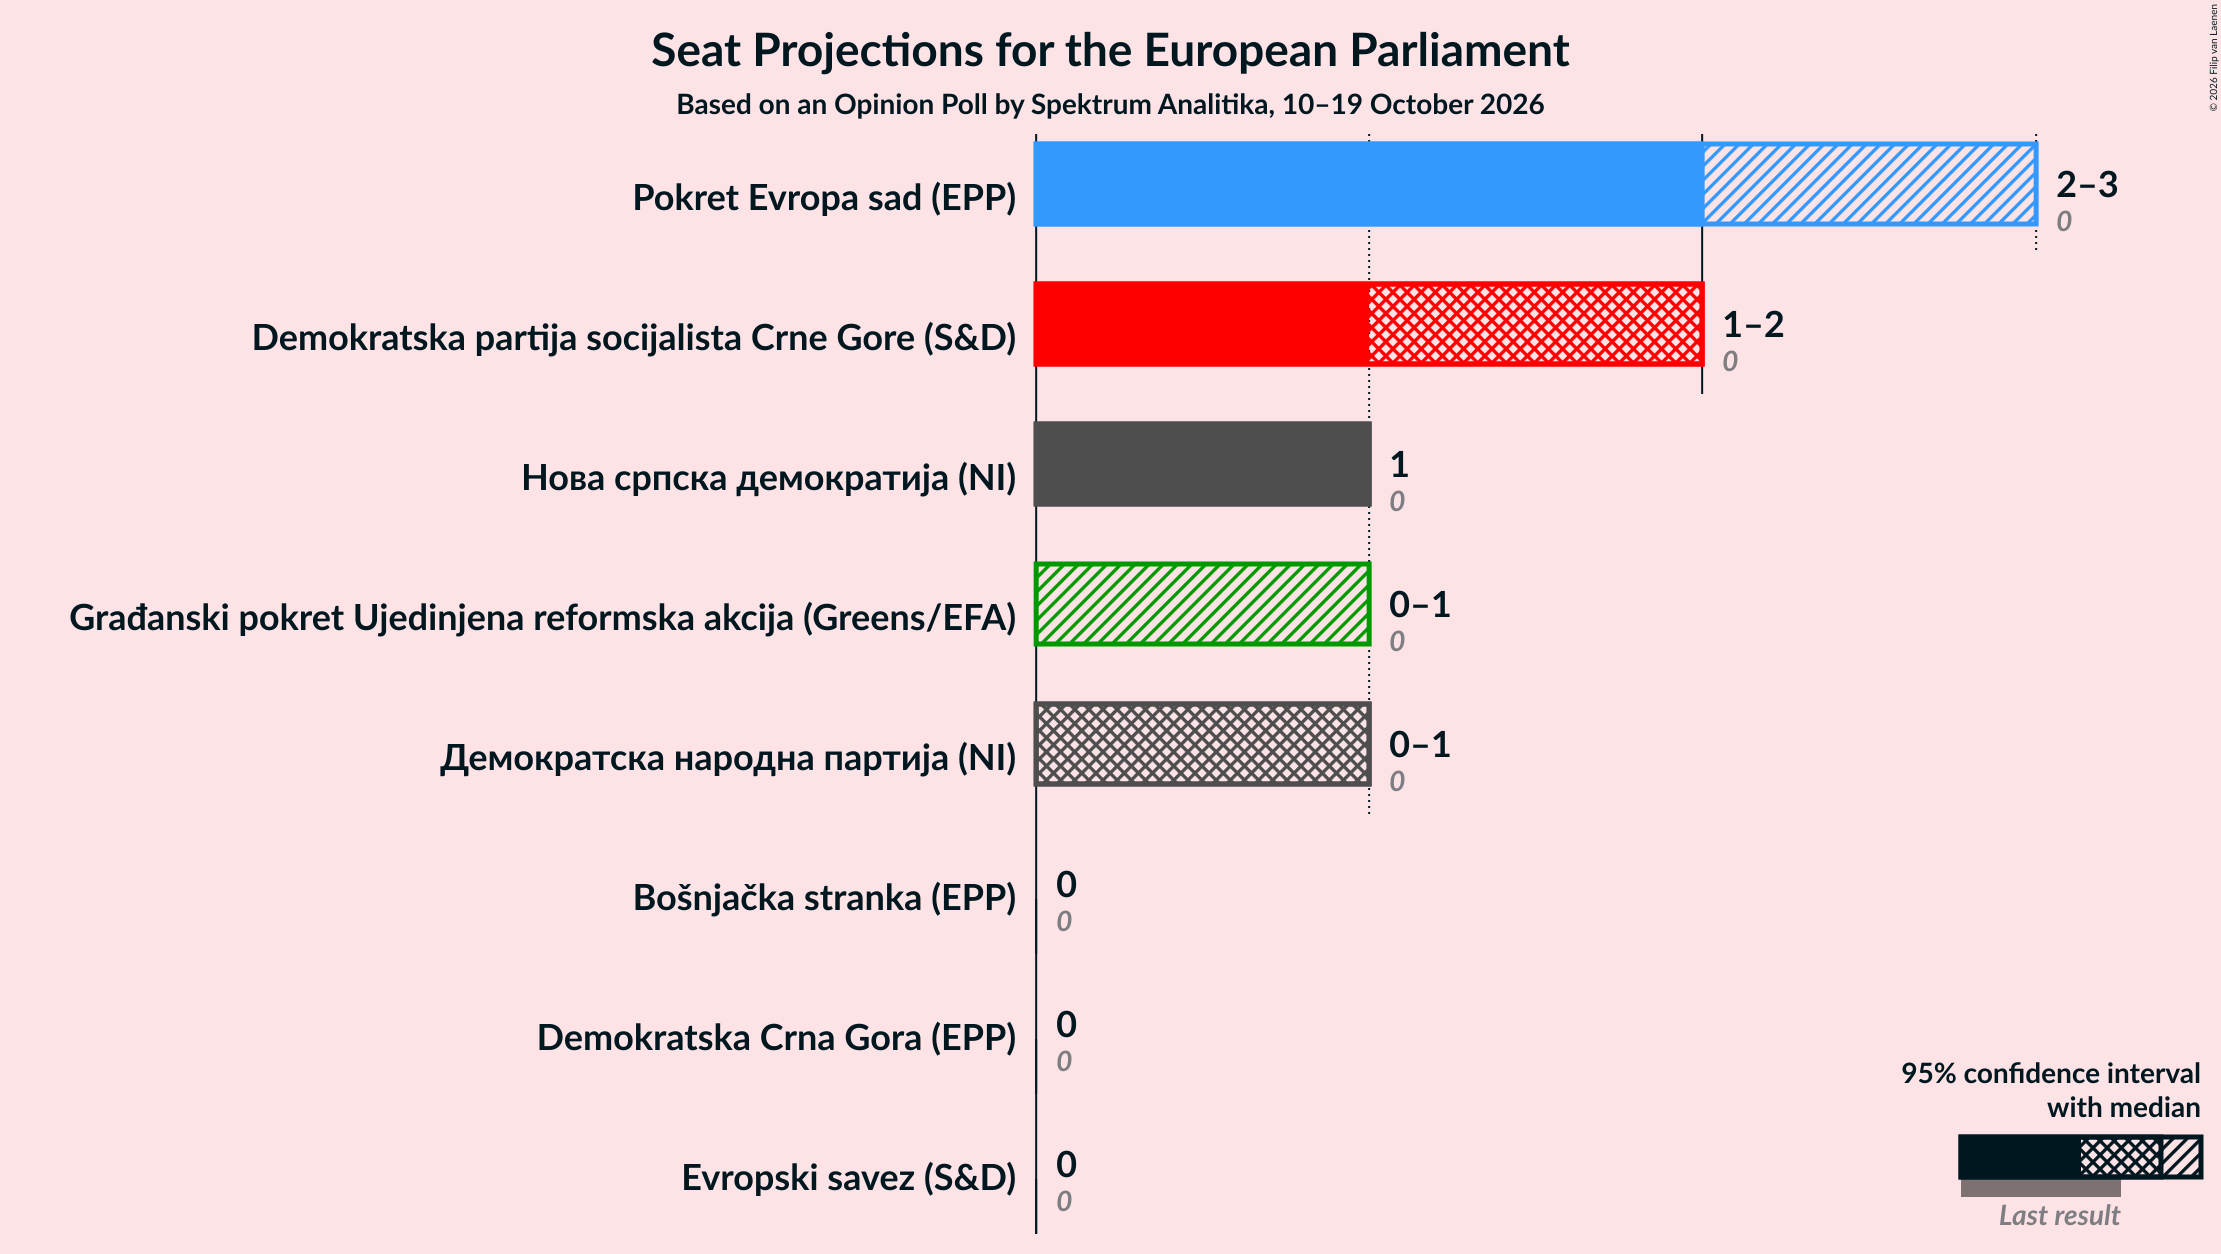 Seat Projections for the European Parliament
Based on an Opinion Poll by Spektrum Analitika, 10–19 October 2026
© 2026 Filip van Laenen
Pokret Evropa sad (EPP)
2–3
0
Demokratska partija socijalista Crne Gore (S&D)
1–2
0
Нова српска демократија (NI)
1
0
Građanski pokret Ujedinjena reformska akcija (Greens/EFA)
0–1
0
Демократска народна партија (NI)
0–1
0
Bošnjačka stranka (EPP)
0
0
Demokratska Crna Gora (EPP)
0
0
Evropski savez (S&D)
0
0
95% confidence interval
with median
Last result